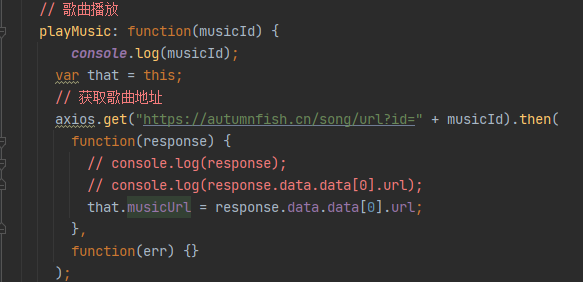 // 歌曲播放
playMusic: function(musicId) {
console.log(musicId);
var that = this;
// 获取歌曲地址
axios.get("https://autumnfish.cn/song/url?id=" + musicId).then(
function(response) {
// console.log(response);
// console.log(response.data.data[0].url);
that.musicUrl = response.data.data[0].url;
},
function(err) {}
);